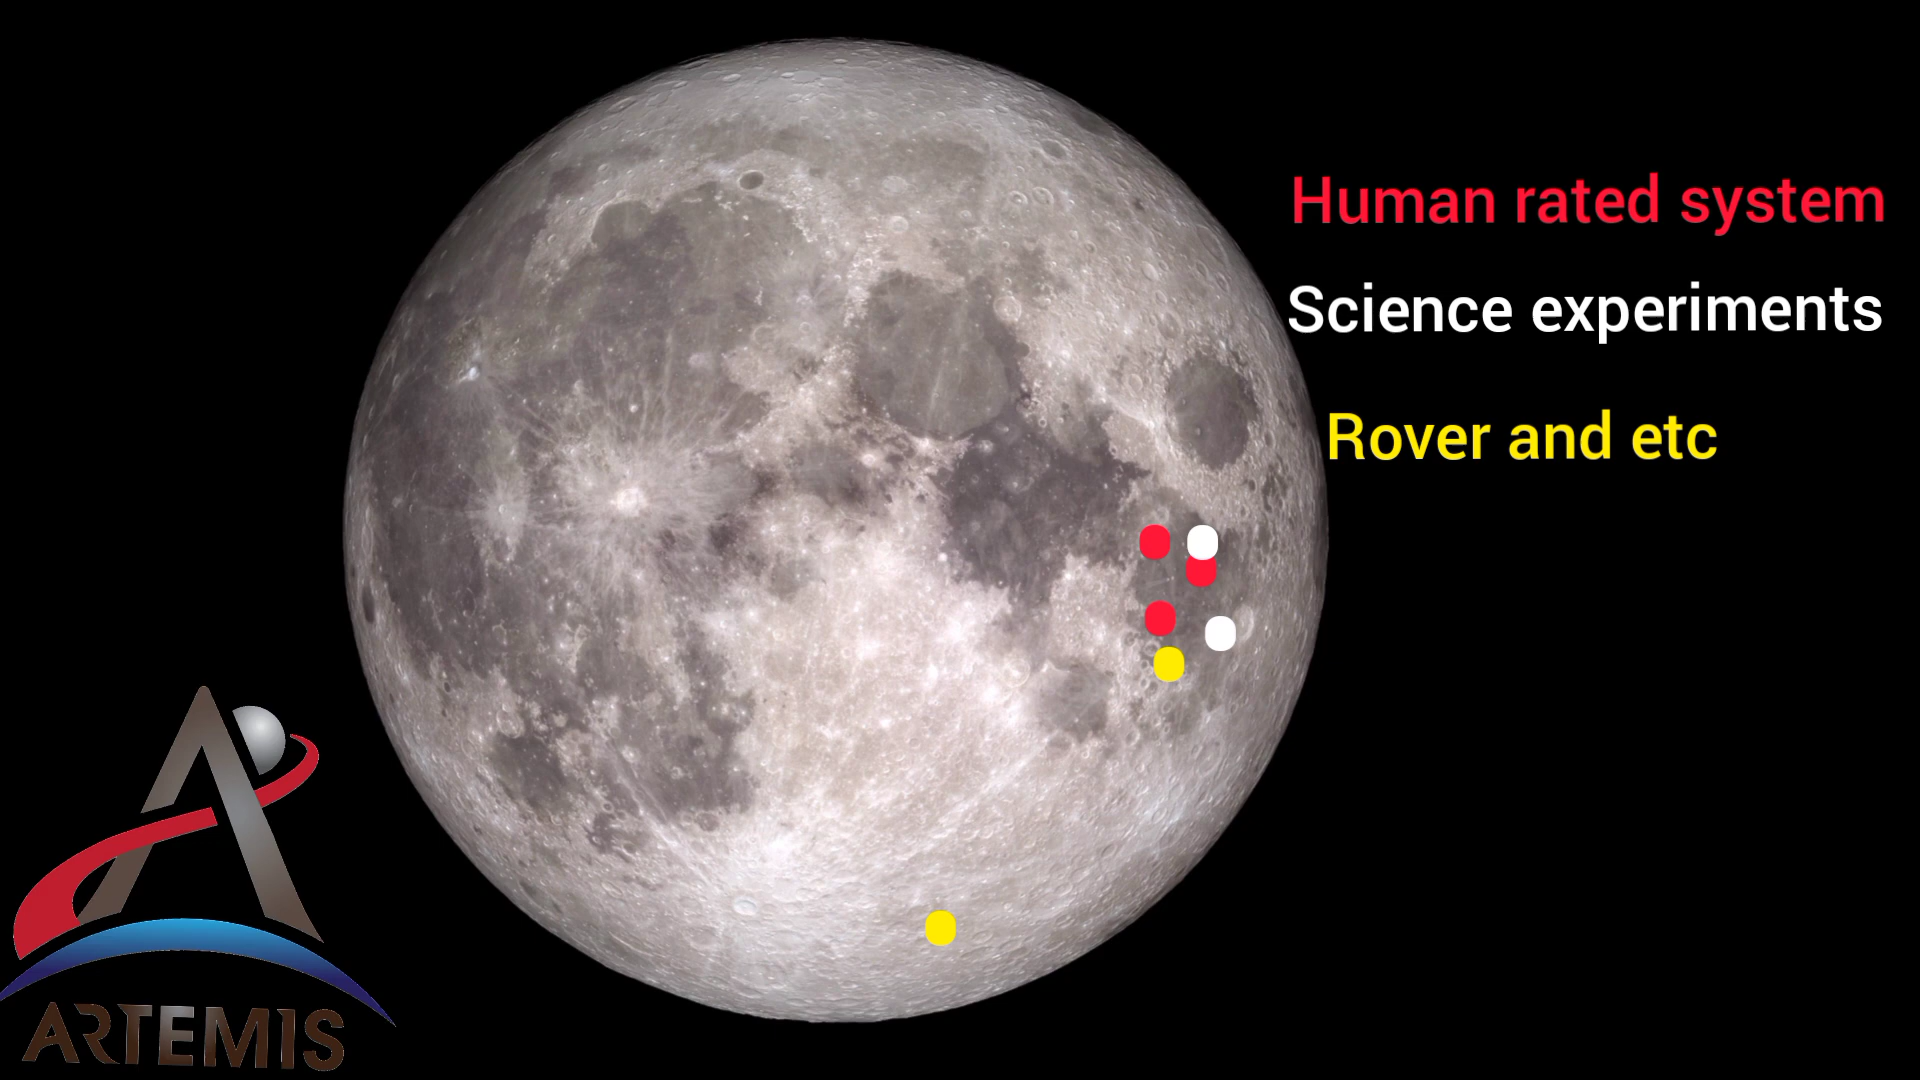 Human rated system
Science experiments
Rover and etc
ARTEMIS